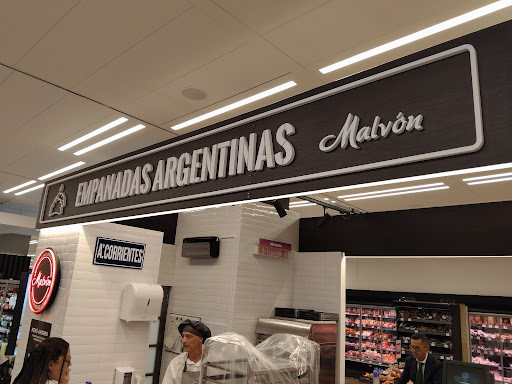 EMPANADAS ARGENTINAS Malvón
Aᵛ. CORRIENTES
Malvón